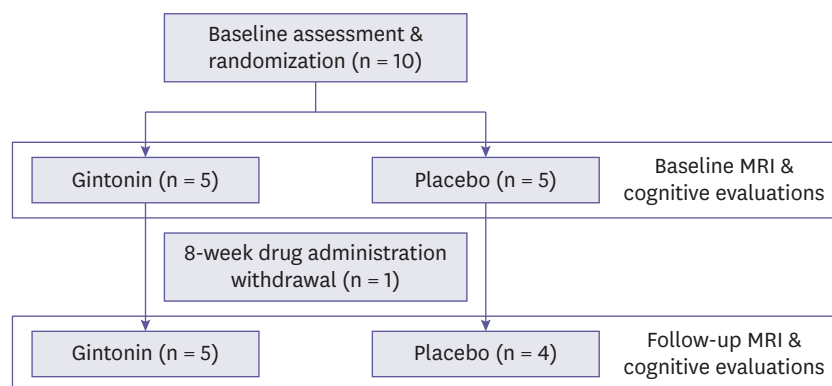 Baseline assessment &
randomization (n = 10)
Gintonin (n = 5)
Placebo (n = 5)
Baseline MRI &
cognitive evaluations
8-week drug administration
withdrawal (n = 1)
Gintonin (n = 5)
Placebo (n = 4)
Follow-up MRI &
cognitive evaluations